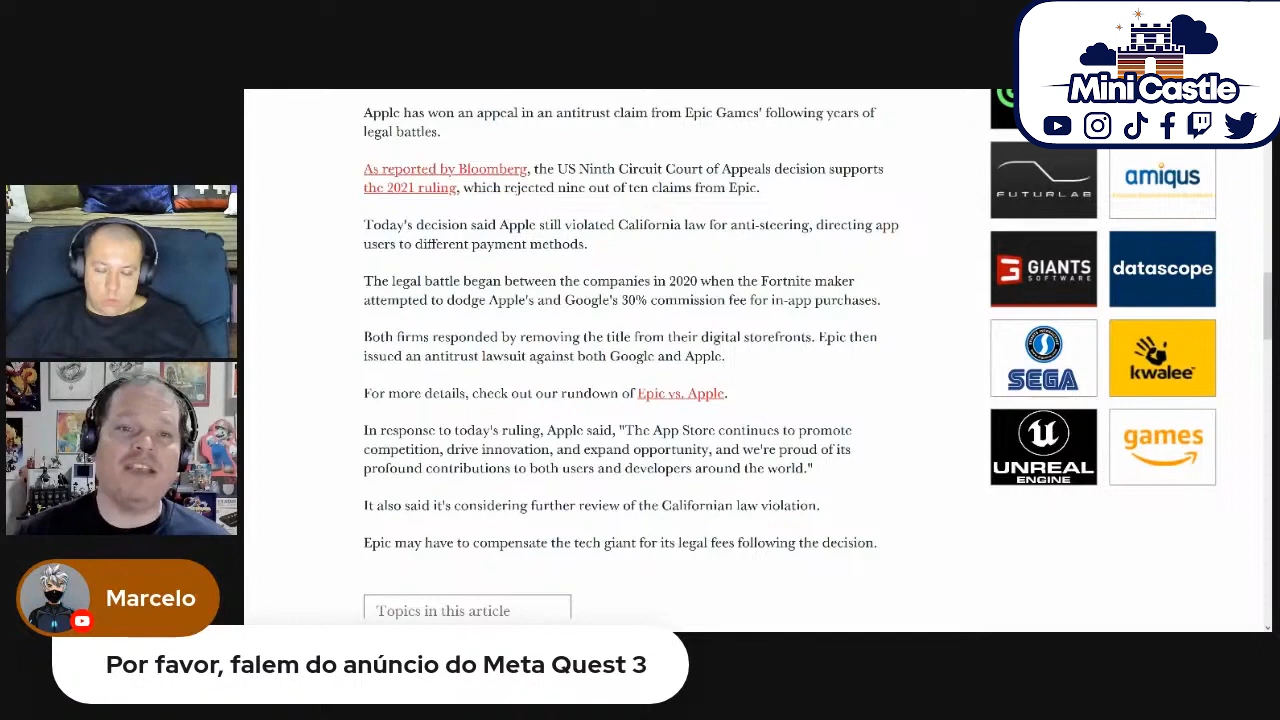 Mini Castle
Apple has won an appeal in an antitrust claim from Epic Games' following years of
legal battles.
As reported by Bloomberg, the US Ninth Circuit Court of Appeals decision supports
the 2021 ruling, which rejected nine out of ten claims from Epic.
Today's decision said Apple still violated California law for anti-steering, directing app
users to different payment methods.
The legal battle began between the companies in 2020 when the Fortnite maker
attempted to dodge Apple's and Google's 30% commission fee for in-app purchases.
Both firms responded by removing the title from their digital storefronts. Epic then
issued an antitrust lawsuit against both Google and Apple.
For more details, check out our rundown of Epic vs. Apple.
In response to today's ruling, Apple said, "The App Store continues to promote
competition, drive innovation, and expand opportunity, and we're proud of its
profound contributions to both users and developers around the world."
It also said it's considering further review of the Californian law violation.
Epic may have to compensate the tech giant for its legal fees following the decision.
Topics in this article
FUTURLAB
amiqus
GIANTS
SOFTWARE
datascope
SEGA
kwalee
UNREAL
ENGINE
games
Marcelo
Por favor, falem do anúncio do Meta Quest 3